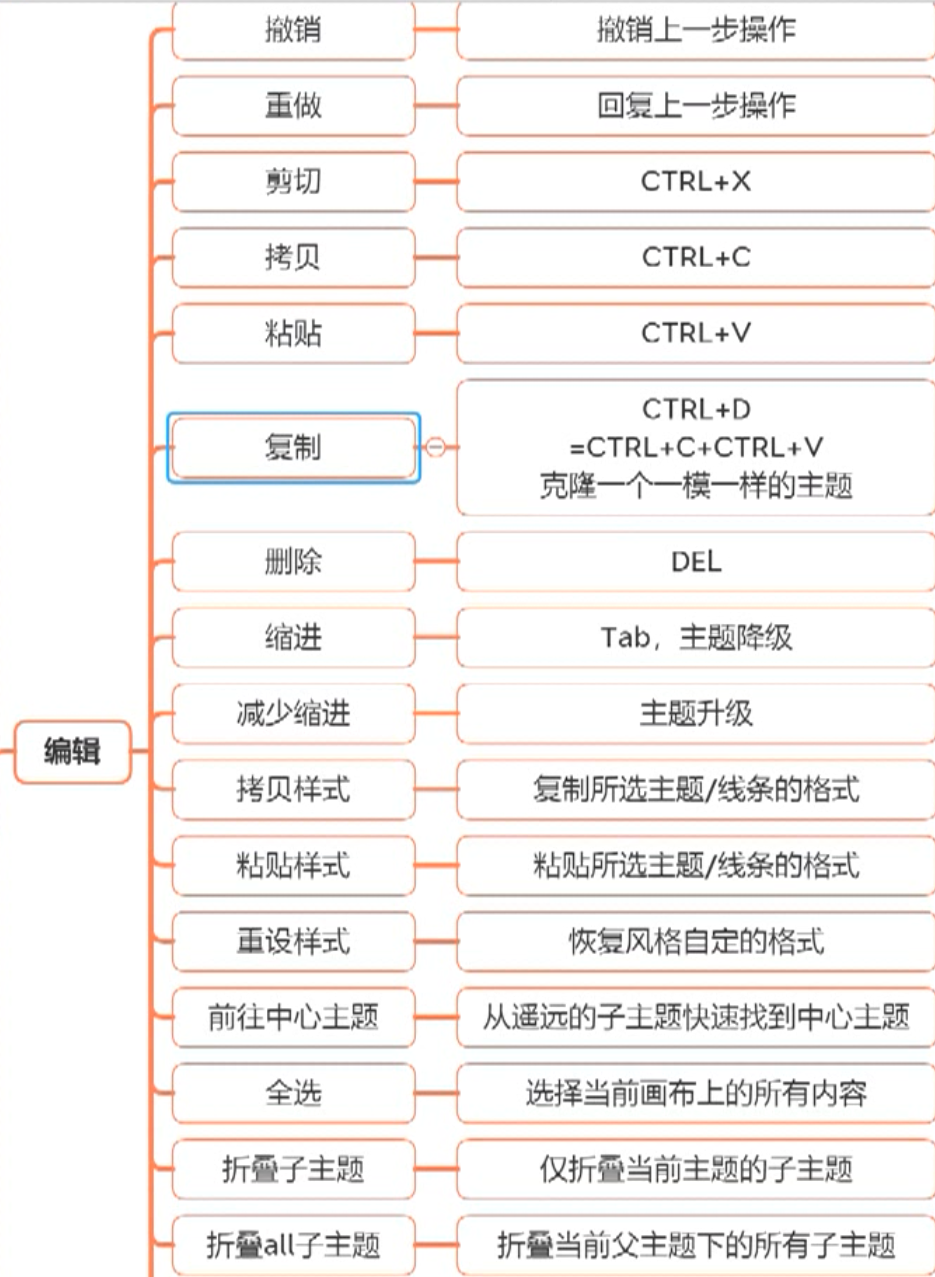 撤销
撤销上一步操作
重做
回复上一步操作
剪切
CTRL+X
拷贝
CTRL+C
粘贴
CTRL+V
复制
CTRL+D
=CTRL+C+CTRL+V
克隆一个一模一样的主题
删除
DEL
缩进
Tab，主题降级
减少缩进
主题升级
编辑
拷贝样式
复制所选主题/线条的格式
粘贴样式
粘贴所选主题/线条的格式
重设样式
恢复风格自定的格式
前往中心主题
从遥远的子主题快速找到中心主题
全选
选择当前画布上的所有内容
折叠子主题
仅折叠当前主题的子主题
折叠all子主题
折叠当前父主题下的所有子主题